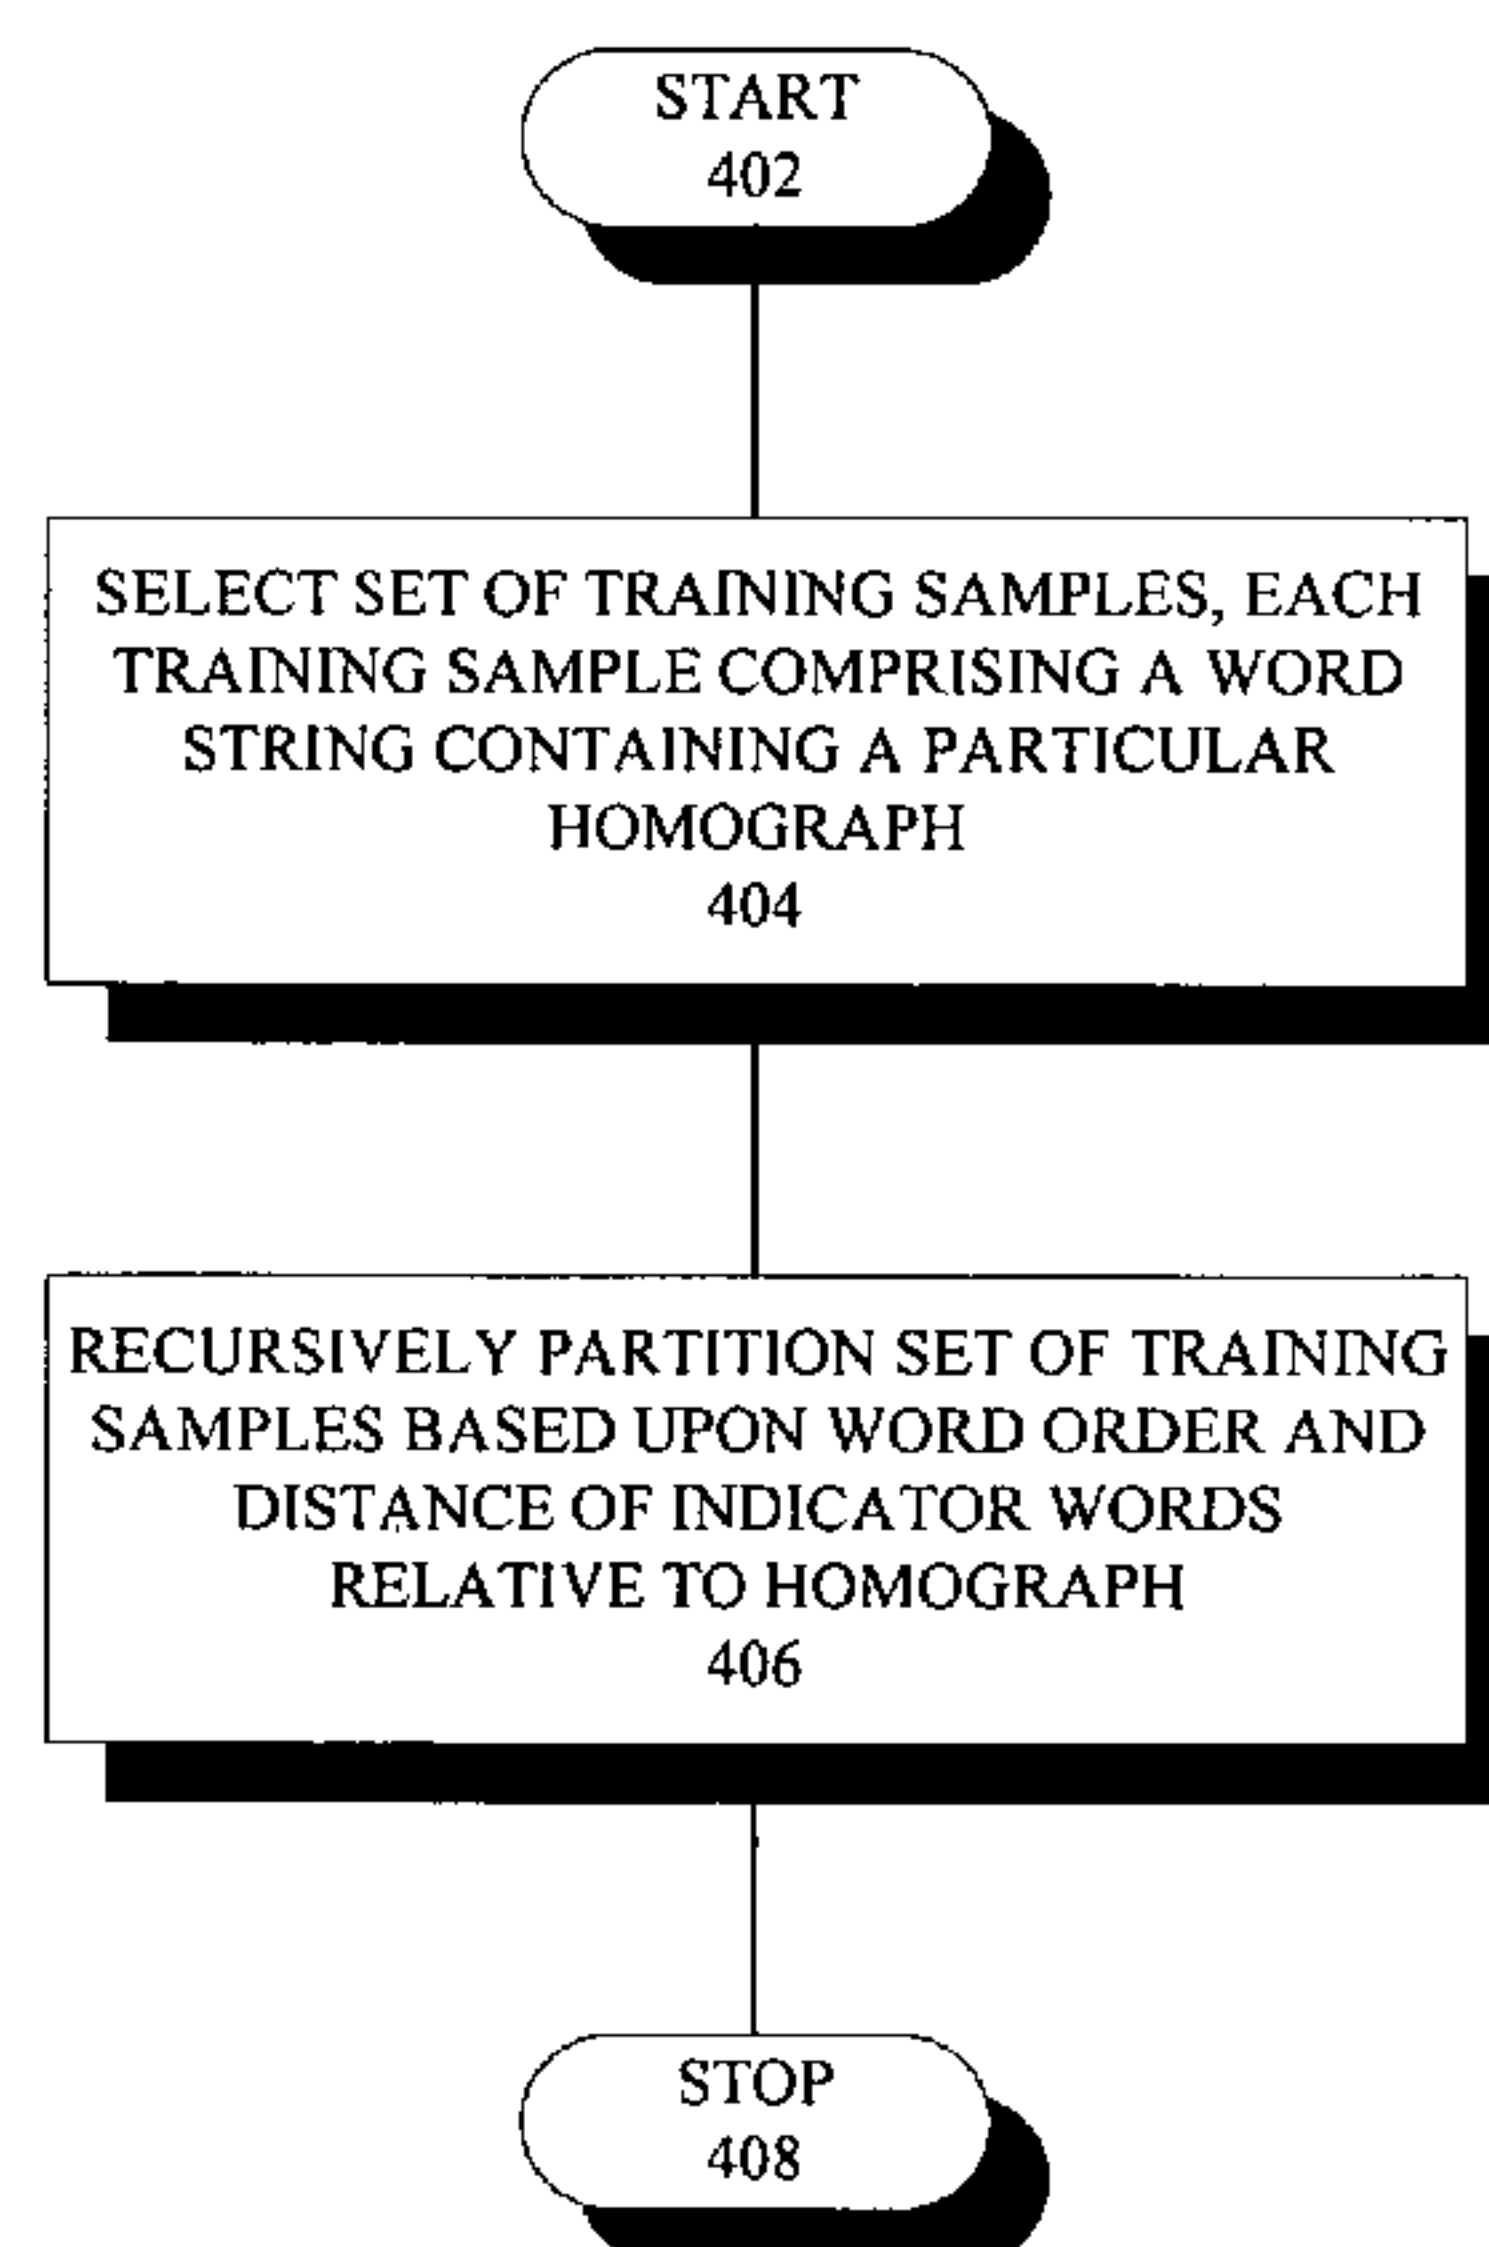 START
402
SELECT SET OF TRAINING SAMPLES, EACH
TRAINING SAMPLE COMPRISING A WORD
STRING CONTAINING A PARTICULAR
HOMOGRAPH
404
RECURSIVELY PARTITION SET OF TRAINING
SAMPLES BASED UPON WORD ORDER AND
DISTANCE OF INDICATOR WORDS
RELATIVE TO HOMOGRAPH
406
STOP
408